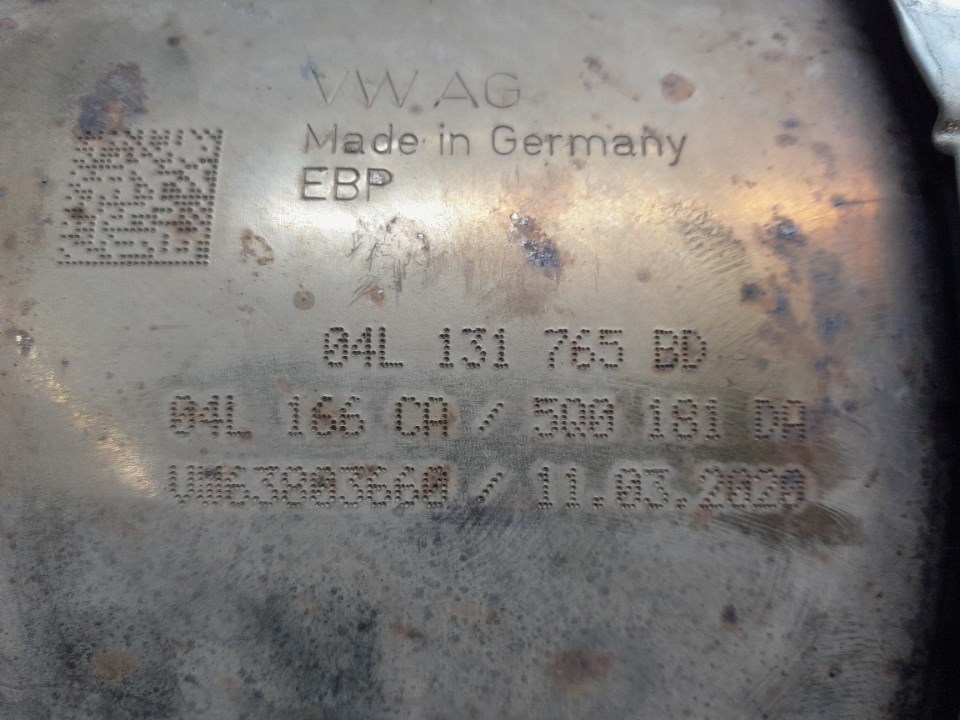 VW AG
Made in Germany
EBP
04L 131 765 BD
04L 166 CA / 5Q0 181 DA
VW63803660 / 11.03.2020